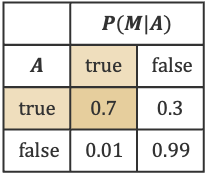 P(M|A)
A true false
true 0.7 0.3
false 0.01 0.99